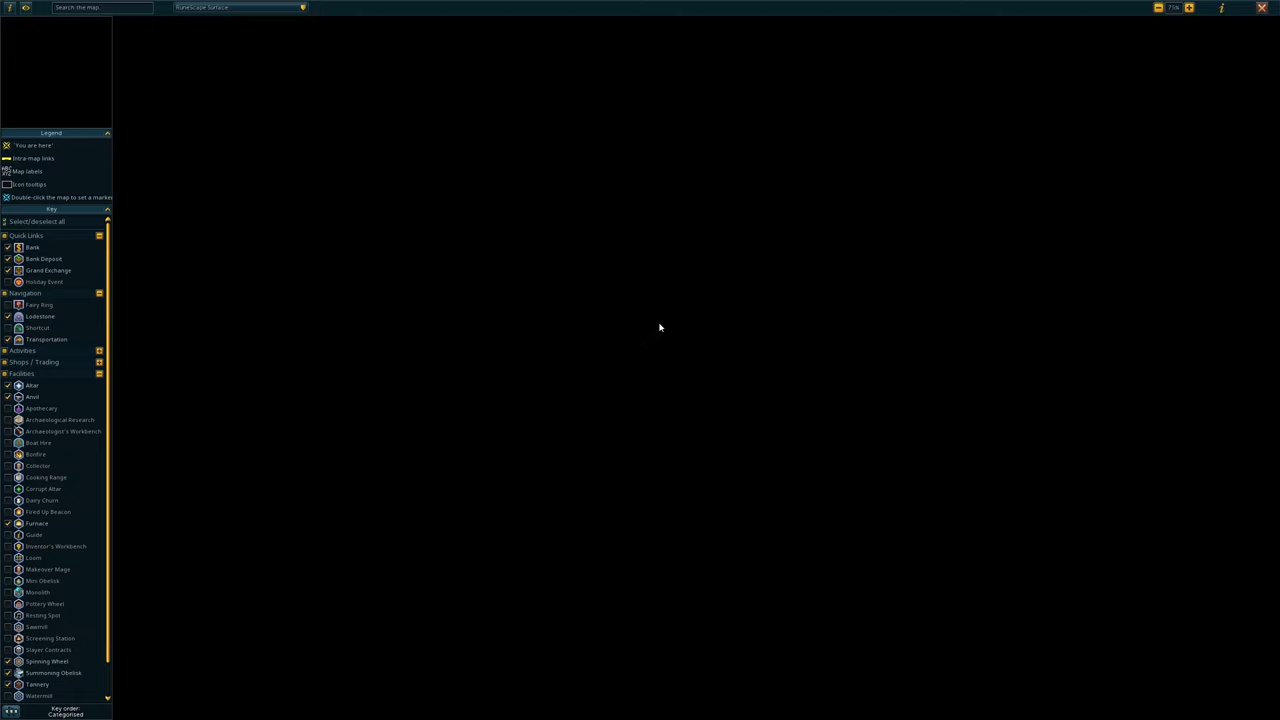 Search the map
RuneScape Surface
75%
Legend
'You are here'
Intra-map links
ABC
XYZ
Map labels
Icon tooltips
Double-click the map to set a marker
Key
Select/deselect all
Quick Links
Bank
Bank Deposit
Grand Exchange
Holiday Event
Navigation
Fairy Ring
Lodestone
Shortcut
Transportation
Activities
Shops / Trading
Facilities
Altar
Anvil
Apothecary
Archaeological Research
Archaeologist's Workbench
Boat Hire
Bonfire
Collector
Cooking Range
Corrupt Altar
Dairy Churn
Fired Up Beacon
Furnace
Guide
Inventor's Workbench
Loom
Makeover Mage
Mini Obelisk
Monolith
Pottery Wheel
Resting Spot
Sawmill
Screening Station
Slayer Contracts
Spinning Wheel
Summoning Obelisk
Tannery
Watermill
Key order:
Categorised